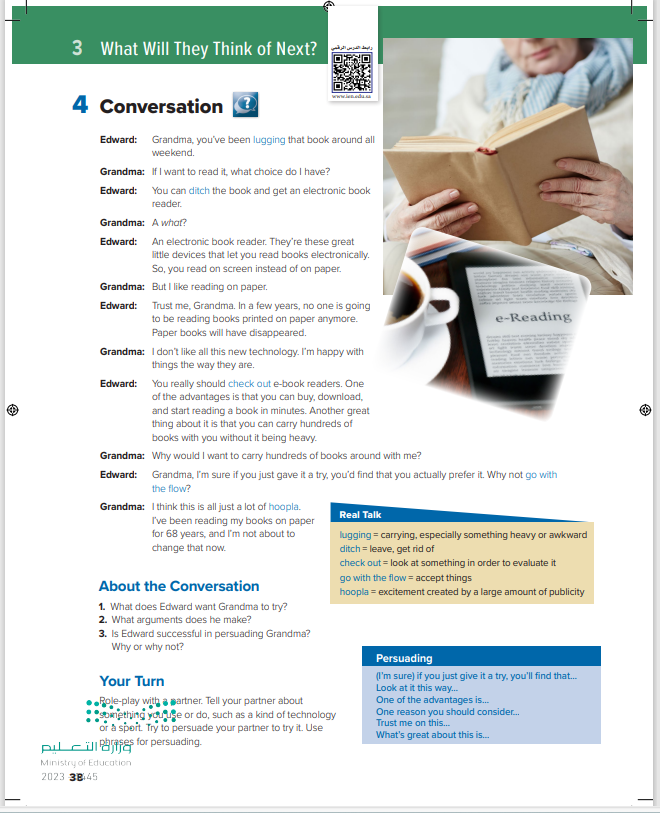 3 What Will They Think of Next?
رابط الدرس الرقمي
www.ien.edu.sa
4 Conversation
Edward: Grandma, you've been lugging that book around all
weekend.
Grandma: If I want to read it, what choice do I have?
Edward: You can ditch the book and get an electronic book
reader.
Grandma: A what?
Edward: An electronic book reader. They're these great
little devices that let you read books electronically.
So, you read on screen instead of on paper.
Grandma: But I like reading on paper.
Edward: Trust me, Grandma. In a few years, no one is going
to be reading books printed on paper anymore.
Paper books will have disappeared.
Grandma: I don't like all this new technology. I'm happy with
things the way they are.
Edward: You really should check out e-book readers. One
of the advantages is that you can buy, download,
and start reading a book in minutes. Another great
thing about it is that you can carry hundreds of
books with you without it being heavy.
Grandma: Why would I want to carry hundreds of books around with me?
Edward: Grandma, I'm sure if you just gave it a try, you'd find that you actually prefer it. Why not go with
the flow?
Grandma: I think this is all just a lot of hoopla.
I've been reading my books on paper
for 68 years, and I'm not about to
change that now.
e-Reading
Real Talk
lugging = carrying, especially something heavy or awkward
ditch = leave, get rid of
check out = look at something in order to evaluate it
go with the flow = accept things
hoopla = excitement created by a large amount of publicity
About the Conversation
1. What does Edward want Grandma to try?
2. What arguments does he make?
3. Is Edward successful in persuading Grandma?
Why or why not?
Your Turn
Role-play with a partner. Tell your partner about
something you use or do, such as a kind of technology
or a sport. Try to persuade your partner to try it. Use
phrases for persuading.
Persuading
(I'm sure) if you just give it a try, you'll find that...
Look at it this way...
One of the advantages is...
One reason you should consider...
Trust me on this...
What's great about this is...
وزارة التعليم
Ministry of Education
2023 - 1445
38